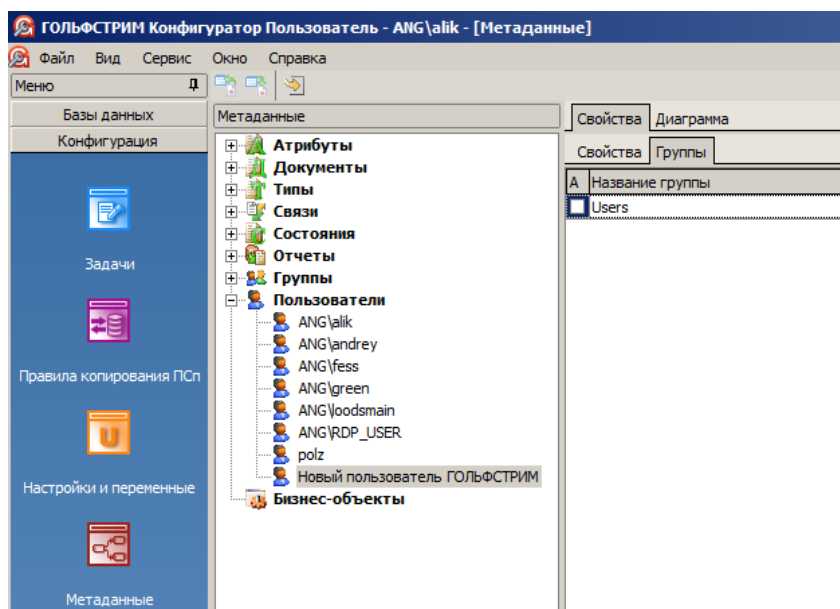 ГОЛЬФСТРИМ Конфигуратор Пользователь - ANG\alik - [Метаданные]
Файл Вид Сервис Окно Справка
Меню
Базы данных
Конфигурация
Задачи
Правила копирования ПСп
Настройки и переменные
Метаданные
Метаданные
Атрибуты
Документы
Типы
Связи
Состояния
Отчеты
Группы
Пользователи
ANG\alik
ANG\andrey
ANG\fess
ANG\green
ANG\loodsmain
ANG\RDP_USER
polz
Новый пользователь ГОЛЬФСТРИМ
Бизнес-объекты
Свойства Диаграмма
Свойства Группы
А Название группы
Users